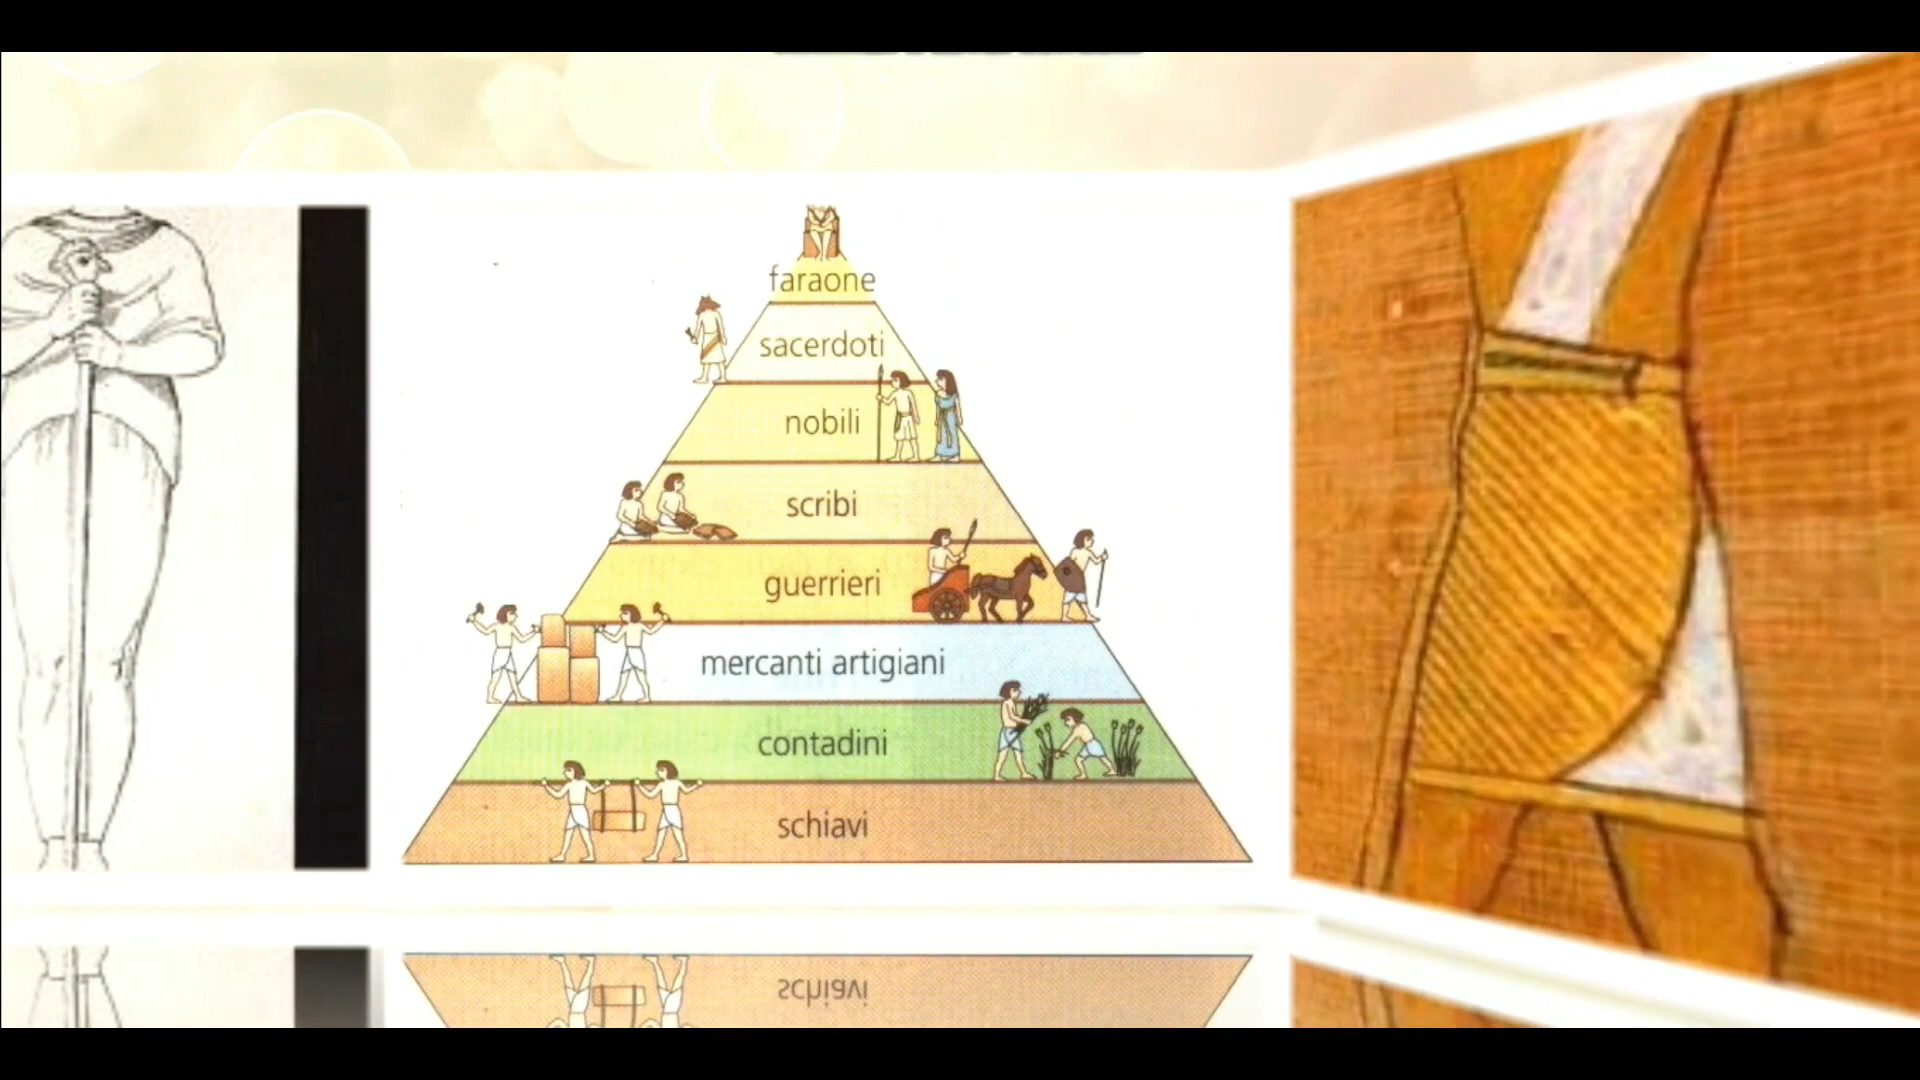 faraone
sacerdoti
nobili
scribi
guerrieri
mercanti artigiani
contadini
schiavi
schiavi